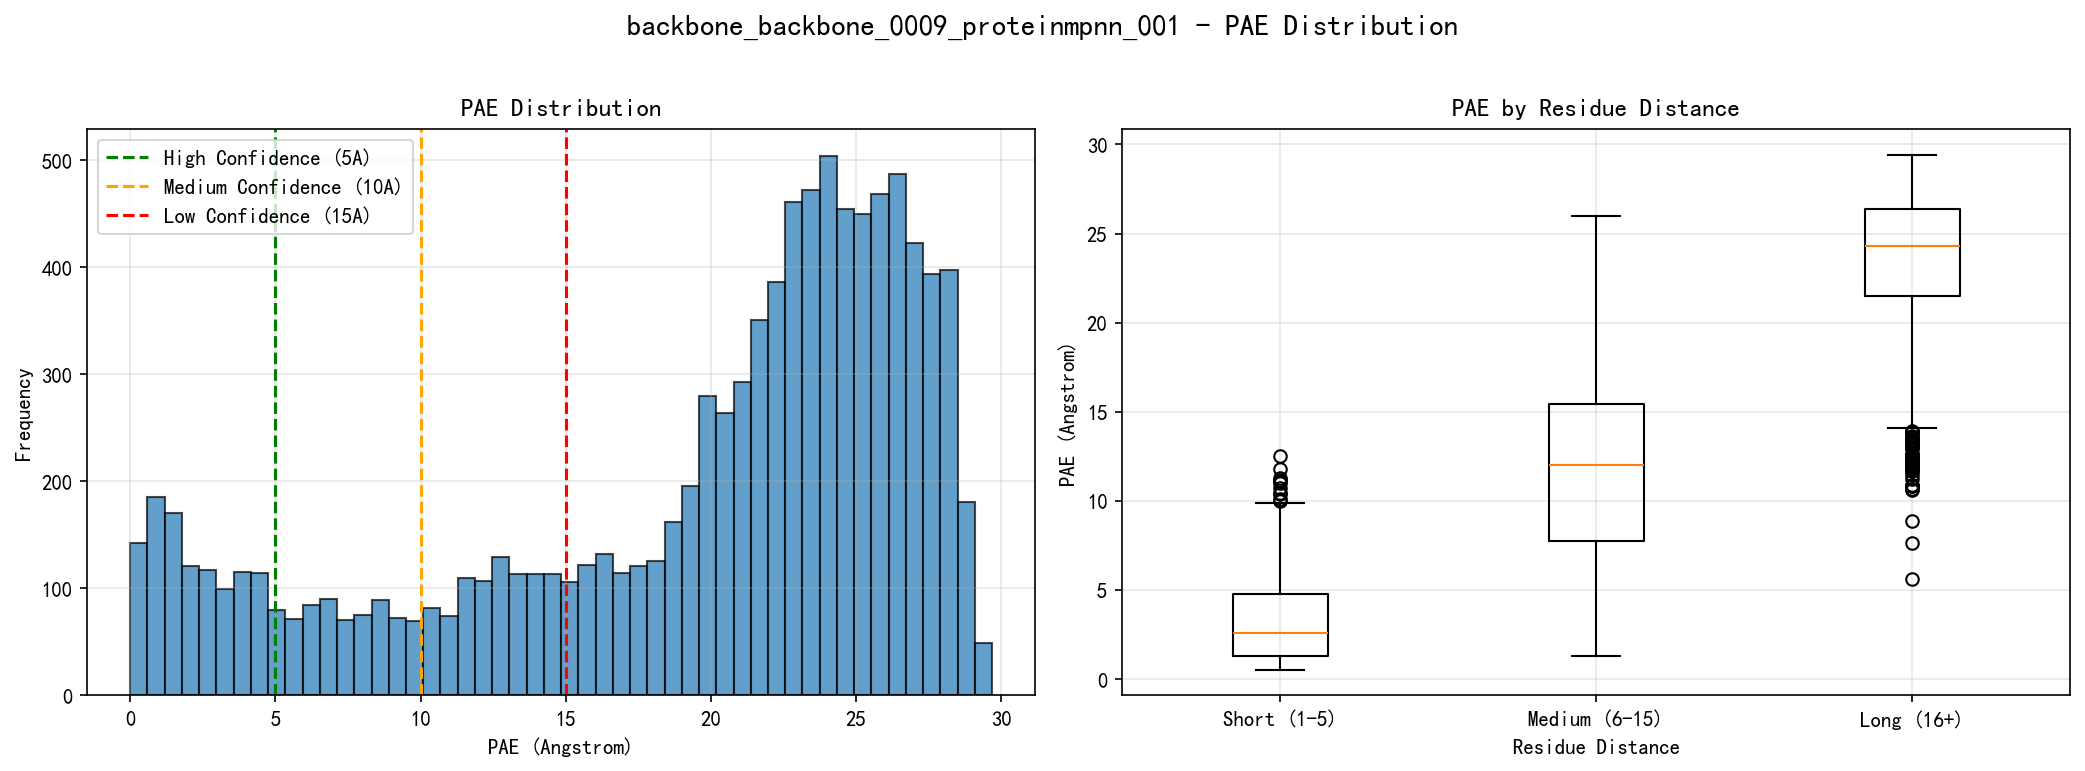 backbone_backbone_0009_proteinmpnn_001 - PAE Distribution
PAE Distribution
High Confidence (5A)
Medium Confidence (10A)
Low Confidence (15A)
Frequency
500
400
300
200
100
0
0 5 10 15 20 25 30
PAE (Angstrom)
PAE by Residue Distance
PAE (Angstrom)
30
25
20
15
10
5
0
Short (1-5) Medium (6-15) Long (16+)
Residue Distance